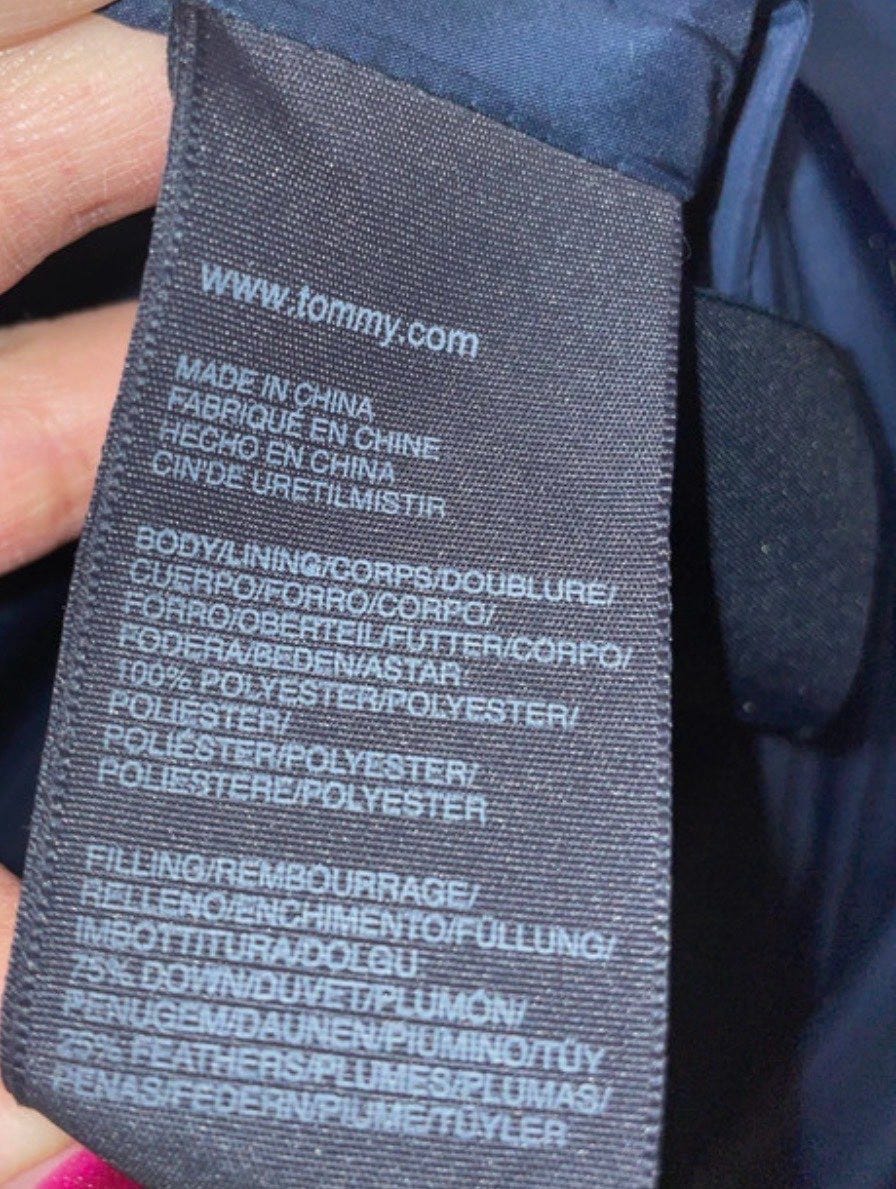 www.tommy.com
MADE IN CHINA
FABRIQUÉ EN CHINE
HECHO EN CHINA
CIN'DE URETILMISTIR
BODY/LINING/CORPS/DOUBLURE/
CUERPO/FORRO/CORPO/
FORRO/OBERTEIL/FUTTER/CORPO/
FODERA/BEDEN/ASTAR:
100% POLYESTER/POLYESTER/
POLIÉSTER/
POLIÉSTER/POLYESTER/
POLIESTERE/POLYESTER
FILLING/REMBOURRAGE/
RELLENO/ENCHIMENTO/FÜLLUNG/
IMBOTTITURA/DOLGU
75% DOWN/DUVET/PLUMÓN/
PENUGEM/DAUNEN/PIUMINO/TÜY
25% FEATHERS/PLUMES/PLUMAS/
PENAS/FEDERN/PIUME/TÜYLER